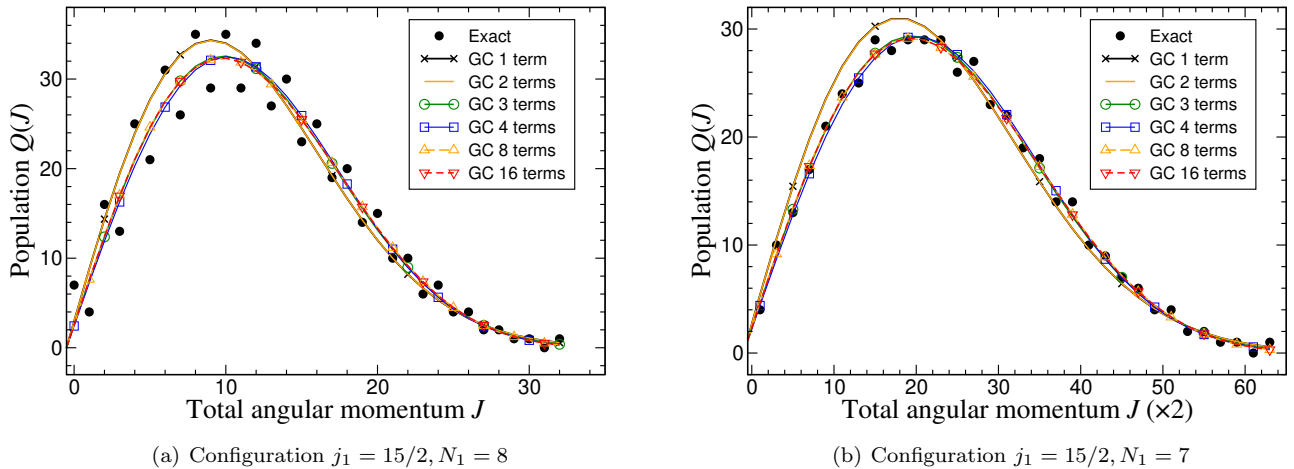 Population Q(J)
30
20
10
0
Exact
GC 1 term
GC 2 terms
GC 3 terms
GC 4 terms
GC 8 terms
GC 16 terms
0 10 20 30
Total angular momentum J
(a) Configuration j₁ = 15/2, N₁ = 8
Population Q(J)
30
20
10
0
Exact
GC 1 term
GC 2 terms
GC 3 terms
GC 4 terms
GC 8 terms
GC 16 terms
0 10 20 30 40 50 60
Total angular momentum J (×2)
(b) Configuration j₁ = 15/2, N₁ = 7